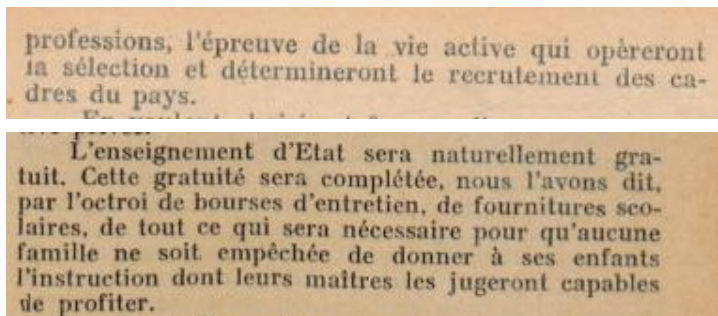 professions, l'épreuve de la vie active qui opèreront
la sélection et détermineront le recrutement des ca-
dres du pays.
L'enseignement d'Etat sera naturellement gra-
tuit. Cette gratuité sera complétée, nous l'avons dit,
par l'octroi de bourses d'entretien, de fournitures sco-
laires, de tout ce qui sera nécessaire pour qu'aucune
famille ne soit empêchée de donner à ses enfants
l'instruction dont leurs maîtres les jugeront capables
de profiter.